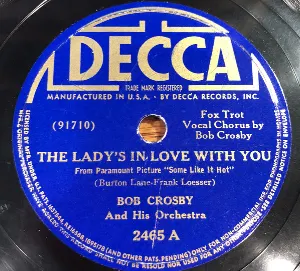 DECCA
TRADE MARK REGISTERED
MANUFACTURED IN U.S.A. · BY DECCA RECORDS, INC.
(91710)
Fox Trot
Vocal Chorus by
Bob Crosby
THE LADY'S IN LOVE WITH YOU
From Paramount Picture "Some Like It Hot"
(Burton Lane-Frank Loesser)
BOB CROSBY
And His Orchestra
2465 A